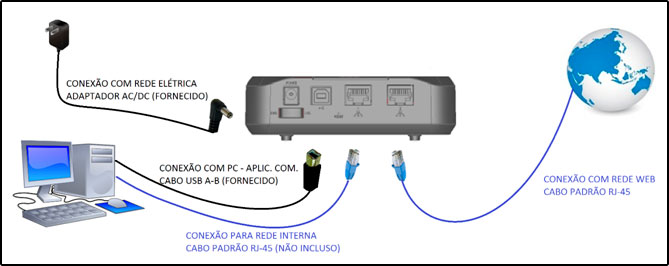 CONEXÃO COM REDE ELÉTRICA
ADAPTADOR AC/DC (FORNECIDO)
CONEXÃO COM PC - APLIC. COM.
CABO USB A-B (FORNECIDO)
CONEXÃO PARA REDE INTERNA
CABO PADRÃO RJ-45 (NÃO INCLUSO)
CONEXÃO COM REDE WEB
CABO PADRÃO RJ-45